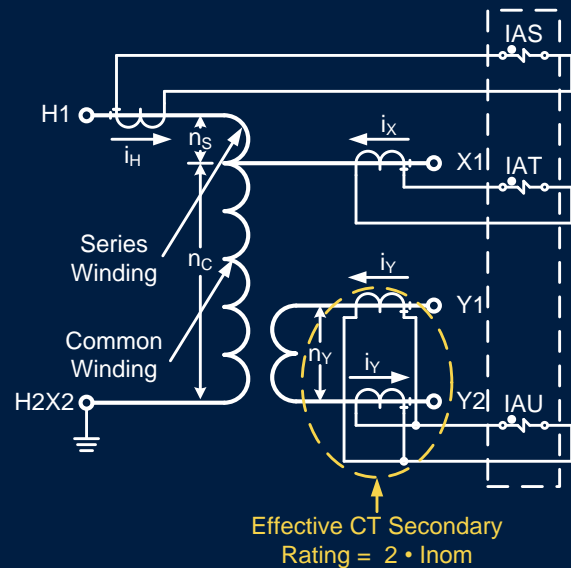 IAS
H1
iH
nS
iX
X1
IAT
Series
Winding
nC
iY
Y1
Common
Winding
nY
iY
H2X2
Y2
IAU
Effective CT Secondary
Rating = 2 • Inom